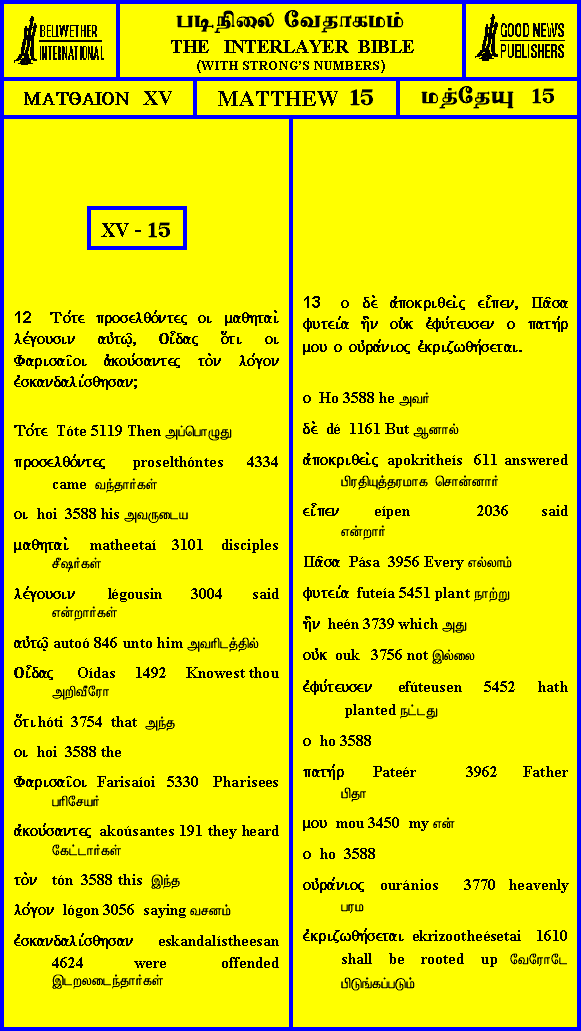 BELLWETHER
INTERNATIONAL
படிநிலை வேதாகமம்
THE INTERLAYER BIBLE
(WITH STRONG'S NUMBERS)
GOOD NEWS
PUBLISHERS
ΜΑΤΘΑΙΟΝ XV
MATTHEW 15
மத்தேயு 15
XV - 15
12 Τότε προσελθόντες οι μαθηταὶ
λέγουσιν αὐτῷ, Οἶδας ὅτι οι
Φαρισαῖοι ἀκούσαντες τὸν λόγον
ἐσκανδαλίσθησαν;
Τότε Tóte 5119 Then அப்பொழுது
προσελθόντες proselthóntes 4334
came வந்தார்கள்
οι hoi 3588 his அவருடைய
μαθηταὶ matheetaí 3101 disciples
சீஷர்கள்
λέγουσιν légousin 3004 said
என்றார்கள்
αὐτῷ autoó 846 unto him அவரிடத்தில்
Οἶδας Oídas 1492 Knowest thou
அறிவீரோ
ὅτι hóti 3754 that அந்த
οι hoi 3588 the
Φαρισαῖοι Farisaíoi 5330 Pharisees
பரிசேயர்
ἀκούσαντες akoúsantes 191 they heard
கேட்டார்கள்
τὸν tón 3588 this இந்த
λόγον lógon 3056 saying வசனம்
ἐσκανδαλίσθησαν eskandalístheesan
4624 were offended
இடறலடைந்தார்கள்
13 ο δὲ ἀποκριθεὶς εἶπεν, Πᾶσα
φυτεία ἣν οὐκ ἐφύτευσεν ο πατήρ
μου ο οὐράνιος ἐκριζωθήσεται.
ο Ho 3588 he அவர்
δὲ dé 1161 But ஆனால்
ἀποκριθεὶς apokritheís 611 answered
பிரதியுத்தரமாக சொன்னார்
εἶπεν eípen 2036 said
என்றார்
Πᾶσα Pása 3956 Every எல்லாம்
φυτεία futeía 5451 plant நாற்று
ἣν heén 3739 which அது
οὐκ ouk 3756 not இல்லை
ἐφύτευσεν efúteusen 5452 hath
planted நட்டது
ο ho 3588
πατήρ Pateér 3962 Father
பிதா
μου mou 3450 my என்
ο ho 3588
οὐράνιος ouránios 3770 heavenly
பரம
ἐκριζωθήσεται ekrizootheésetai 1610
shall be rooted up வேரோடே
பிடுங்கப்படும்